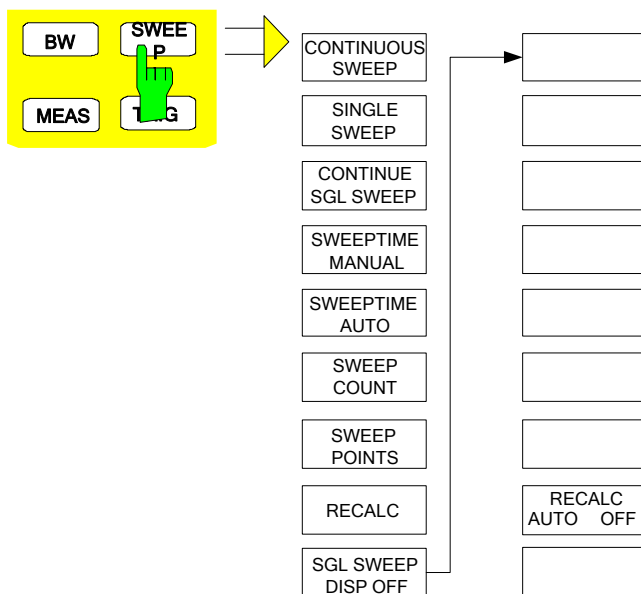 BW
SWEE
P
MEAS
CONTINUOUS
SWEEP
SINGLE
SWEEP
CONTINUE
SGL SWEEP
SWEEPTIME
MANUAL
SWEEPTIME
AUTO
SWEEP
COUNT
SWEEP
POINTS
RECALC
SGL SWEEP
DISP OFF
RECALC
AUTO OFF